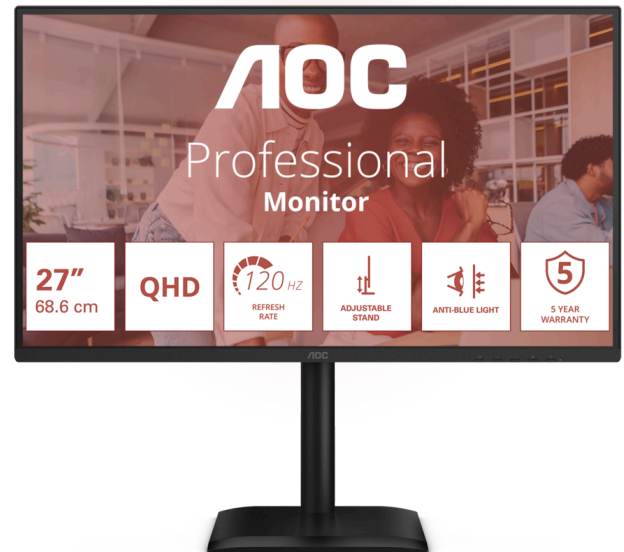 AOC
Professional
Monitor
27”
68.6 cm
QHD
120 HZ
REFRESH
RATE
ADJUSTABLE
STAND
ANTI-BLUE LIGHT
5
5 YEAR
WARRANTY
AOC